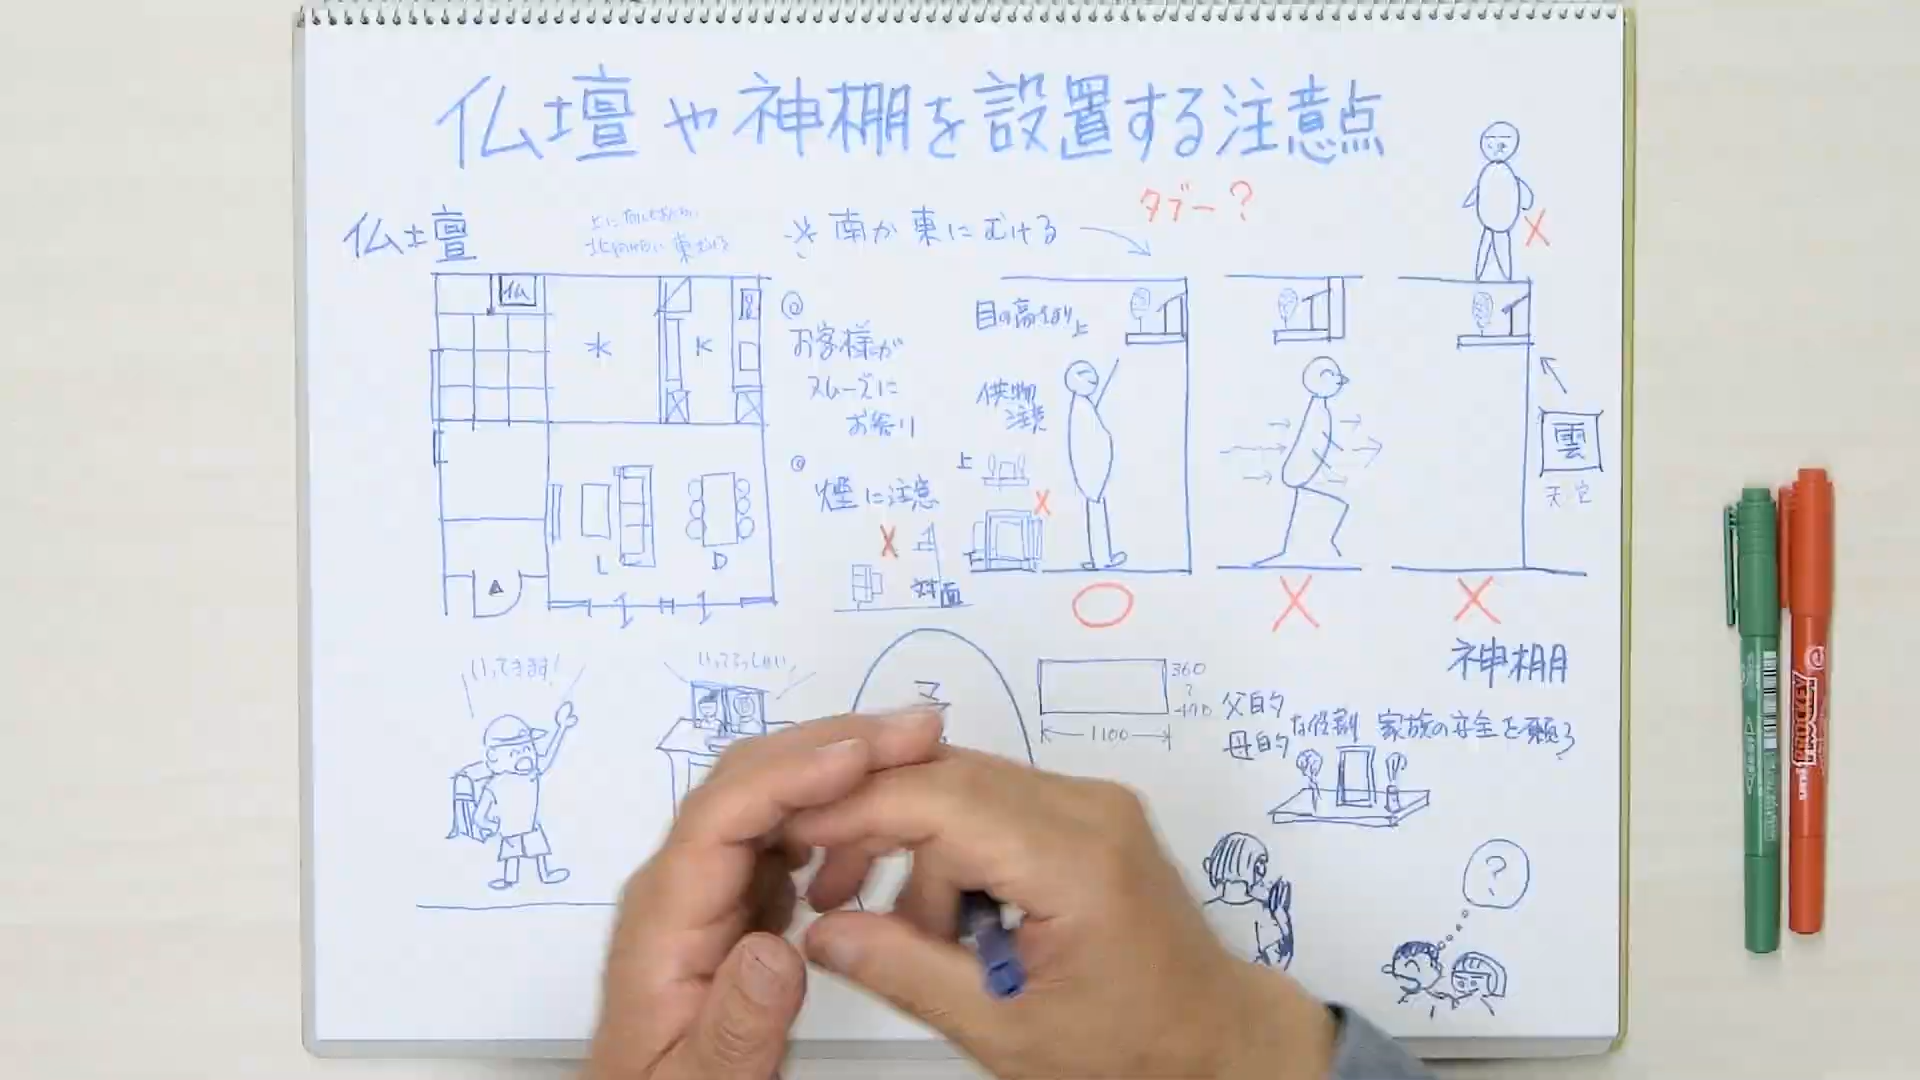 仏壇や神棚を設置する注意点
タブー?
仏壇
※ 南か東にむける
仏
水
K
L
D
お客様が
スムーズに
お参り
煙に注意
対面
目の高さより上
供物
注意
上
雲
天 空
神棚
いってきます!
いってらっしゃい
360
1100
父的
母的
な役割
家族の安全を願う
?
PROCKEY
uni